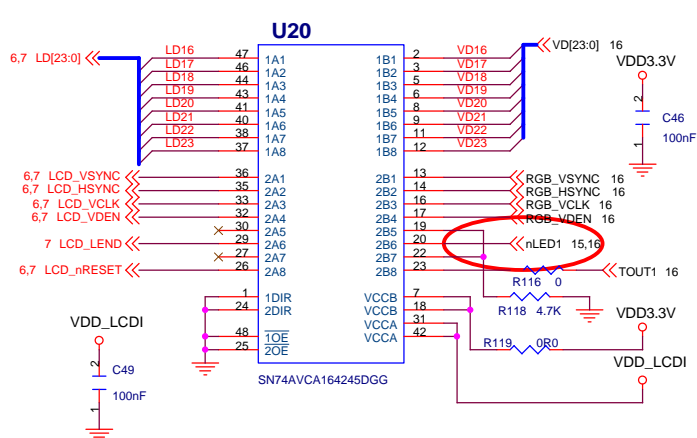 U20
6,7 LD[23:0]
LD16 47 1A1 1B1 2 VD16
LD17 46 1A2 1B2 3 VD17
LD18 44 1A3 1B3 5 VD18
LD19 43 1A4 1B4 6 VD19
LD20 41 1A5 1B5 8 VD20
LD21 40 1A6 1B6 9 VD21
LD22 38 1A7 1B7 11 VD22
LD23 37 1A8 1B8 12 VD23
VD[23:0] 16
VDD3.3V
2
C46
100nF
1
6,7 LCD_VSYNC 36 2A1 2B1 13 RGB_VSYNC 16
6,7 LCD_HSYNC 35 2A2 2B2 14 RGB_HSYNC 16
6,7 LCD_VCLK 33 2A3 2B3 16 RGB_VCLK 16
6,7 LCD_VDEN 32 2A4 2B4 17 RGB_VDEN 16
30 2A5 2B5 19
7 LCD_LEND 29 2A6 2B6 20 nLED1 15,16
27 2A7 2B7 22
6,7 LCD_nRESET 26 2A8 2B8 23 TOUT1 16
R116 0
1 1DIR VCCB 7
24 2DIR VCCB 18
VCCA 31
48 1OE VCCA 42
25 2OE
R118 4.7K
VDD3.3V
R119 0R0
VDD_LCDI
VDD_LCDI
2
C49
100nF
1
SN74AVCA164245DGG